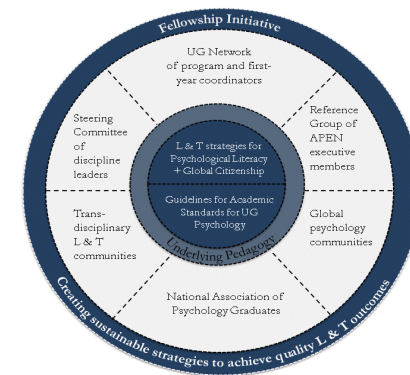 Fellowship Initiative
UG Network
of program and first-
year coordinators
Steering
Committee
of
discipline
leaders
Reference
Group of
APEN
executive
members
L & T strategies for
Psychological Literacy
+ Global Citizenship
Guidelines for Academic
Standards for UG
Psychology
Underlying Pedagogy
Trans-
disciplinary
L & T
communities
Global
psychology
communities
National Association of
Psychology Graduates
Creating sustainable strategies to achieve quality L & T outcomes